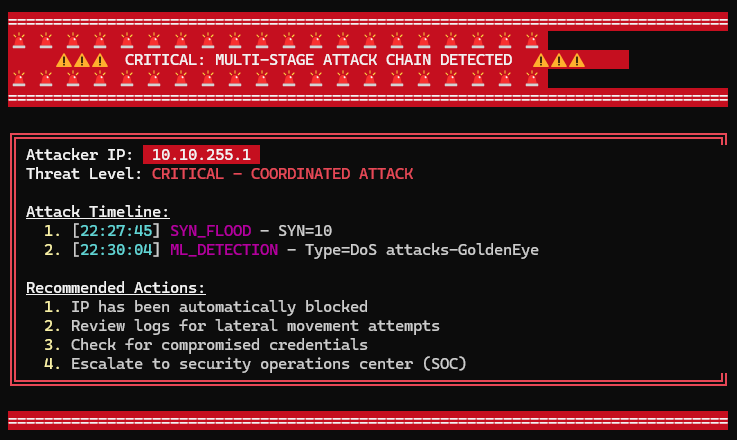 ================================================================================
🚨 🚨 🚨 🚨 🚨 🚨 🚨 🚨 🚨 🚨 🚨 🚨 🚨 🚨 🚨 🚨 🚨 🚨 🚨 🚨
⚠️⚠️⚠️ CRITICAL: MULTI-STAGE ATTACK CHAIN DETECTED ⚠️⚠️⚠️
🚨 🚨 🚨 🚨 🚨 🚨 🚨 🚨 🚨 🚨 🚨 🚨 🚨 🚨 🚨 🚨 🚨 🚨 🚨 🚨
================================================================================
Attacker IP: 10.10.255.1
Threat Level: CRITICAL - COORDINATED ATTACK
Attack Timeline:
1. [22:27:45] SYN_FLOOD - SYN=10
2. [22:30:04] ML_DETECTION - Type=DoS attacks-GoldenEye
Recommended Actions:
1. IP has been automatically blocked
2. Review logs for lateral movement attempts
3. Check for compromised credentials
4. Escalate to security operations center (SOC)
================================================================================